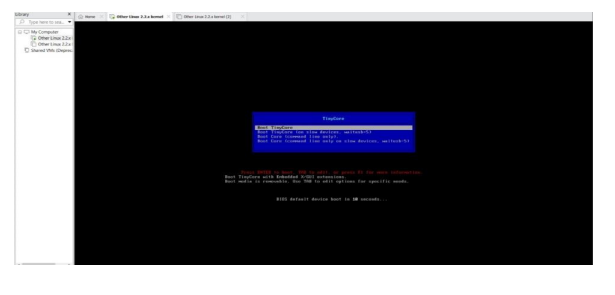 Library
Type here to sea...
My Computer
Other Linux 2.2.x
Other Linux 2.2.x
Shared VMs (Deprec
Home
Other Linux 2.2.x kernel
Other Linux 2.2.x kernel (2)
TinyCore
Boot TinyCore
Boot TinyCore (on slow devices, waitusb=5)
Boot Core (command line only).
Boot Core (command line only on slow devices, waitusb=5)
Press ENTER to boot, TAB to edit, or press F1 for more information.
Boot TinyCore with Embedded X/GUI extensions.
Boot media is removable. Use TAB to edit options for specific needs.
BIOS default device boot in 10 seconds...